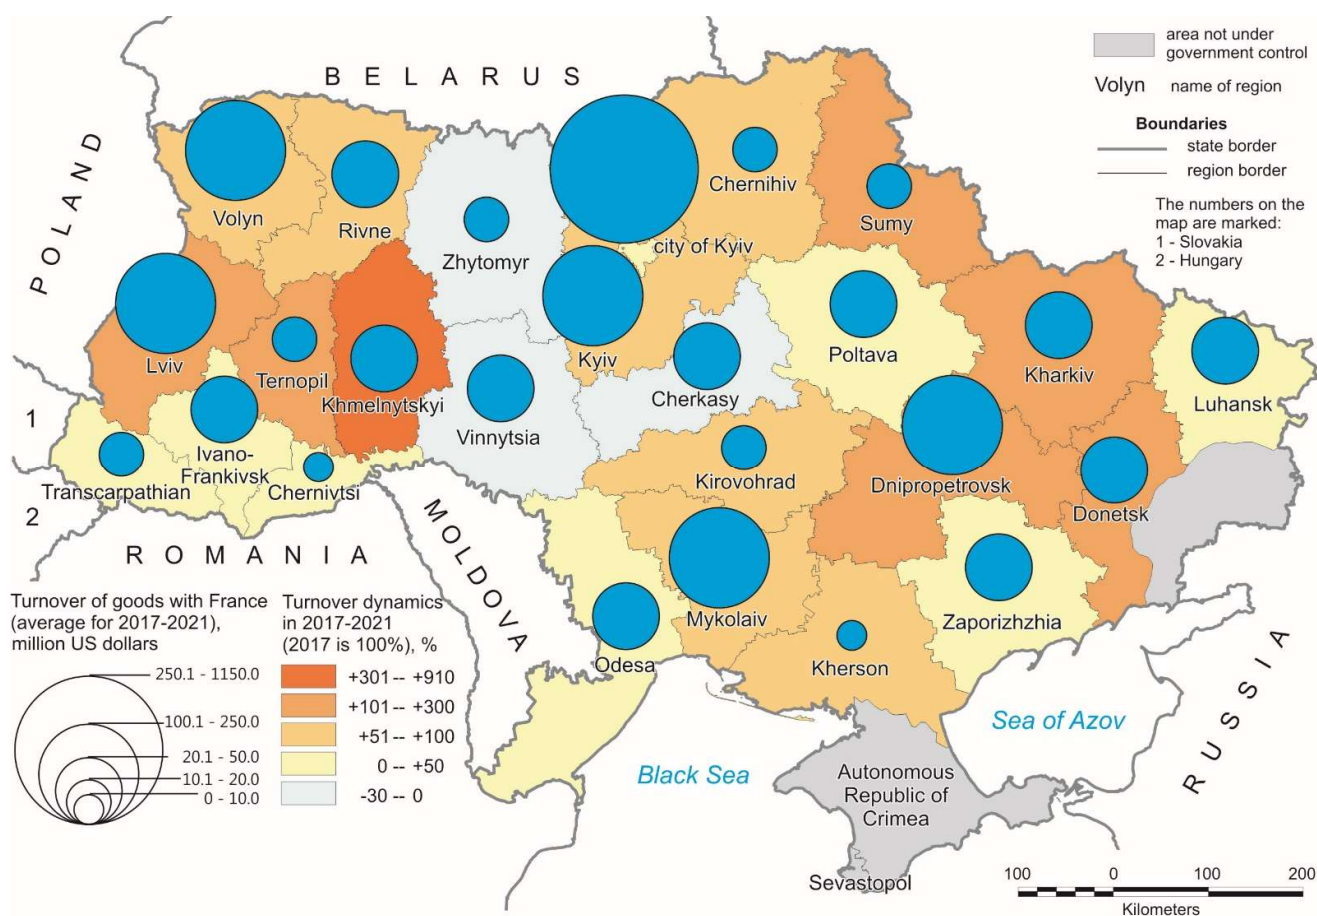 BELARUS
POLAND
ROMANIA
MOLDOVA
RUSSIA
1
2
Volyn
Rivne
Zhytomyr
city of Kyiv
Chernihiv
Sumy
Lviv
Ternopil
Khmelnytskyi
Vinnytsia
Kyiv
Cherkasy
Poltava
Kharkiv
Luhansk
Transcarpathian
Ivano-
Frankivsk
Chernivtsi
Kirovohrad
Dnipropetrovsk
Donetsk
Odesa
Mykolaiv
Kherson
Zaporizhzhia
Black Sea
Sea of Azov
Autonomous
Republic of
Crimea
Sevastopol
area not under
government control
Volyn name of region
Boundaries
state border
region border
The numbers on the
map are marked:
1 - Slovakia
2 - Hungary
Turnover of goods with France
(average for 2017-2021),
million US dollars
250.1 - 1150.0
100.1 - 250.0
20.1 - 50.0
10.1 - 20.0
0 - 10.0
Turnover dynamics
in 2017-2021
(2017 is 100%), %
+301 -- +910
+101 -- +300
+51 -- +100
0 -- +50
-30 -- 0
100 0 100 200
Kilometers